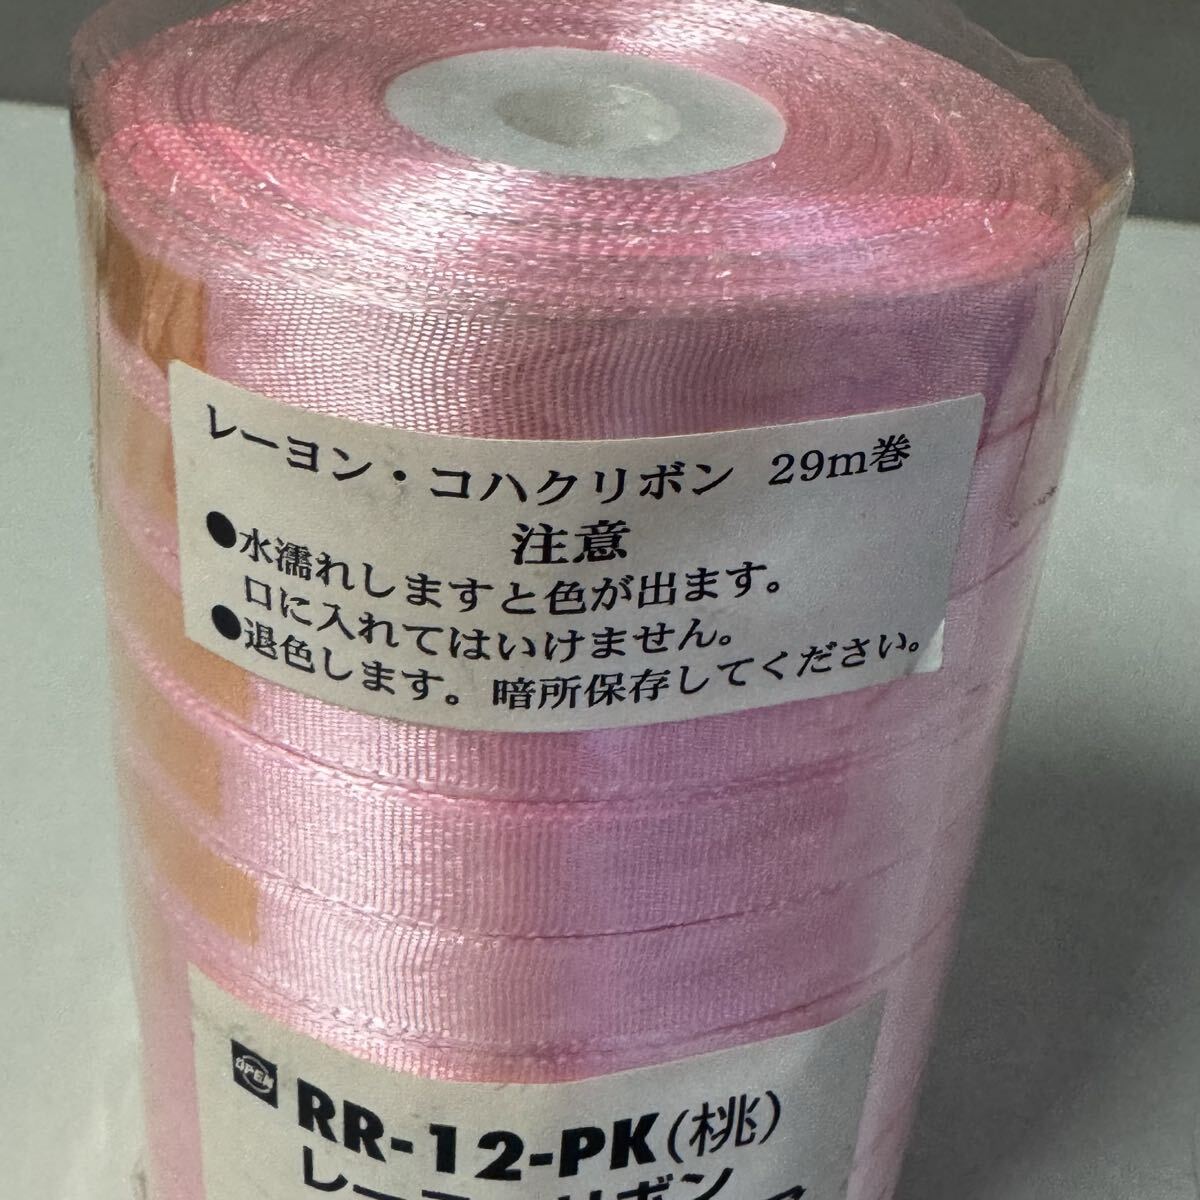 レーヨン・コハクリボン 29m巻
注意
●水濡れしますと色が出ます。
口に入れてはいけません。
●退色します。暗所保存してください。
OPEN
RR-12-PK(桃)